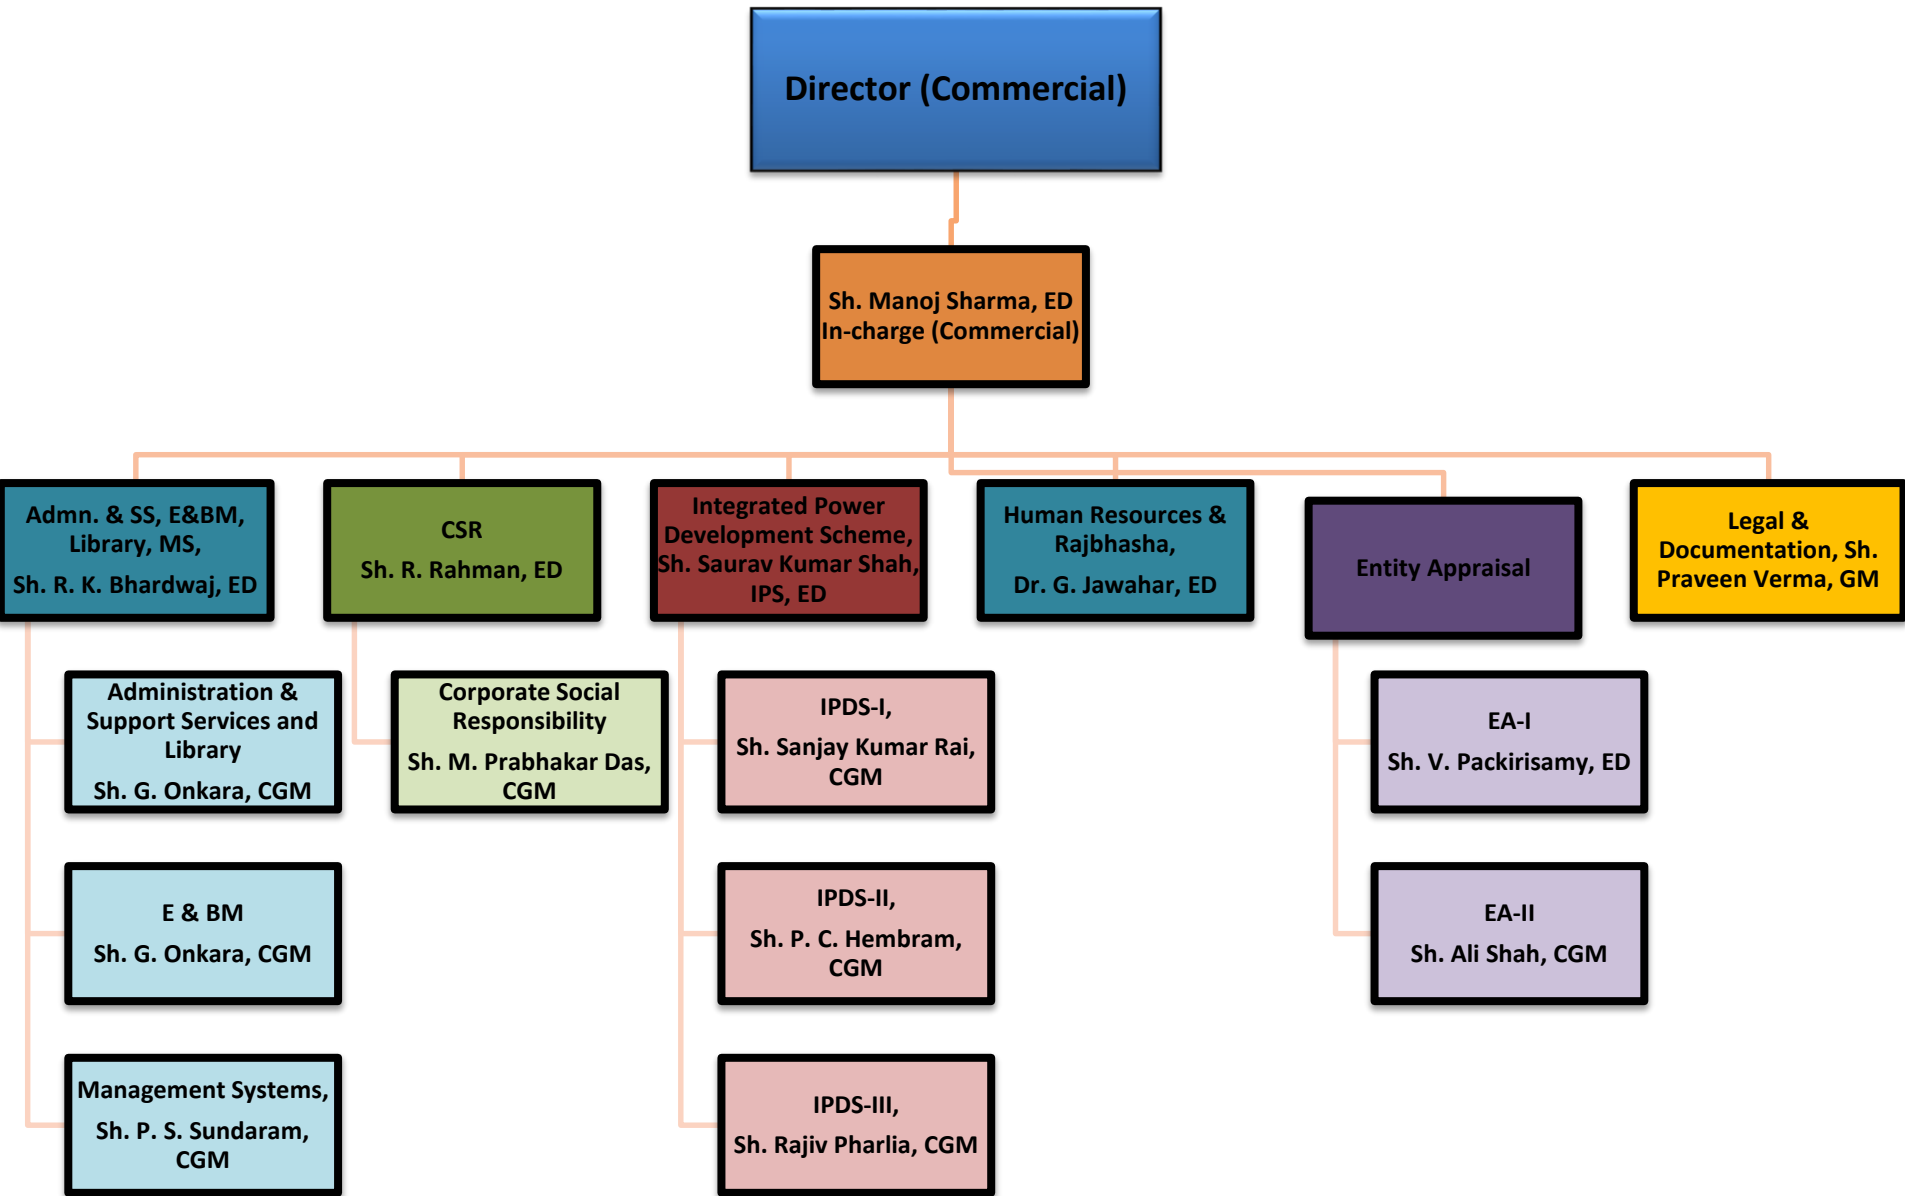 Director (Commercial)
Sh. Manoj Sharma, ED
In-charge (Commercial)
Admn. & SS, E&BM,
Library, MS,
Sh. R. K. Bhardwaj, ED
CSR
Sh. R. Rahman, ED
Integrated Power
Development Scheme,
Sh. Saurav Kumar Shah,
IPS, ED
Human Resources &
Rajbhasha,
Dr. G. Jawahar, ED
Entity Appraisal
Legal &
Documentation, Sh.
Praveen Verma, GM
Administration &
Support Services and
Library
Sh. G. Onkara, CGM
Corporate Social
Responsibility
Sh. M. Prabhakar Das,
CGM
IPDS-I,
Sh. Sanjay Kumar Rai,
CGM
EA-I
Sh. V. Packirisamy, ED
E & BM
Sh. G. Onkara, CGM
IPDS-II,
Sh. P. C. Hembram,
CGM
EA-II
Sh. Ali Shah, CGM
Management Systems,
Sh. P. S. Sundaram,
CGM
IPDS-III,
Sh. Rajiv Pharlia, CGM